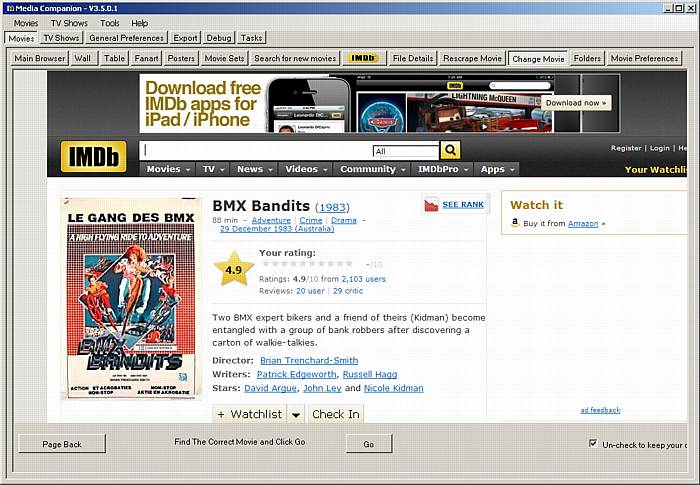 Media Companion - V3.5.0.1
Movies TV Shows Tools Help
Movies TV Shows General Preferences Export Debug Tasks
Main Browser Wall Table Fanart Posters Movie Sets Search for new movies IMDb File Details Rescrape Movie Change Movie Folders Movie Preferences
Download free
IMDb apps for
iPad / iPhone
LIGHTNING McQUEEN
Download now »
IMDb
All
Register | Login | He
Movies TV News Videos Community IMDbPro Apps Your Watchlis
BMX Bandits (1983)
SEE RANK
88 min - Adventure | Crime | Drama -
29 December 1983 (Australia)
4.9
Your rating:
-/10
Ratings: 4.9/10 from 2,103 users
Reviews: 20 user | 29 critic
Two BMX expert bikers and a friend of theirs (Kidman) become
entangled with a group of bank robbers after discovering a
carton of walkie-talkies.
Director: Brian Trenchard-Smith
Writers: Patrick Edgeworth, Russell Hagg
Stars: David Argue, John Ley and Nicole Kidman
+ Watchlist Check In
LE GANG DES BMX
A HIGH FLYING RIDE TO ADVENTURE
BMX
BANDITS
ACTION ET ACROBATIES
NON-STOP
NON-STOP
AKTIE EN AKROBATIE
Watch it
Buy it from Amazon »
ad feedback
Page Back
Find The Correct Movie and Click Go
Go
Un-check to keep your c